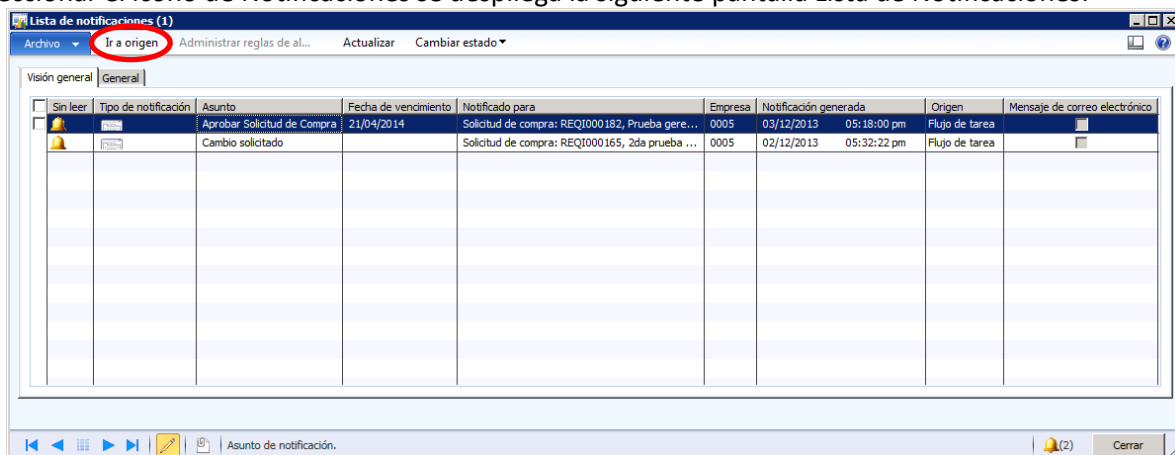 Lista de notificaciones (1)
Archivo Ir a origen Administrar reglas de al... Actualizar Cambiar estado
Visión general General
Sin leer Tipo de notificación Asunto Fecha de vencimiento Notificado para Empresa Notificación generada Origen Mensaje de correo electrónico
Aprobar Solicitud de Compra 21/04/2014 Solicitud de compra: REQI000182, Prueba gere... 0005 03/12/2013 05:18:00 pm Flujo de tarea
Cambio solicitado Solicitud de compra: REQI000165, 2da prueba ... 0005 02/12/2013 05:32:22 pm Flujo de tarea
Asunto de notificación. (2) Cerrar